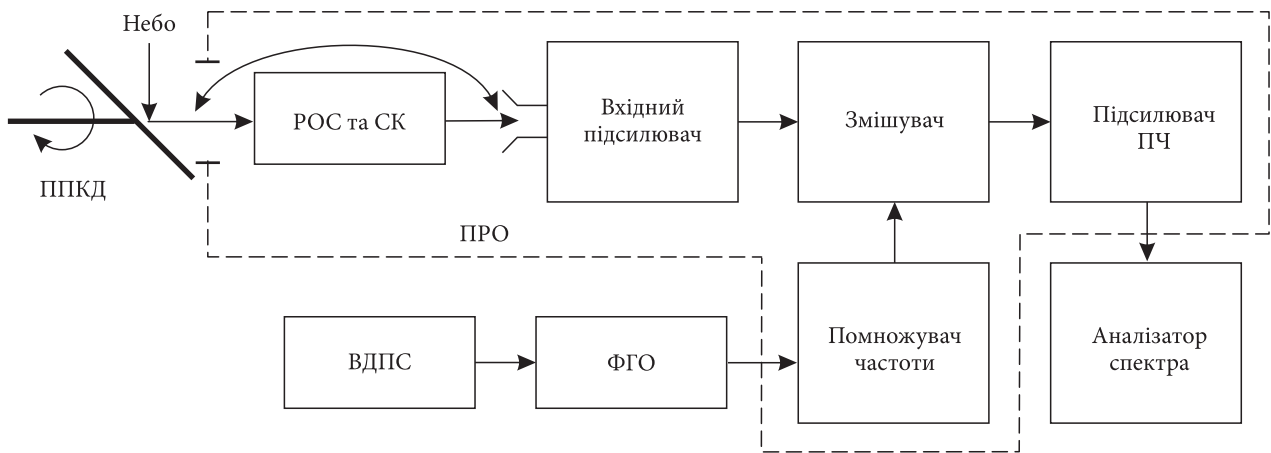 Небо
РОС та СК
Вхідний
підсилювач
Змішувач
Підсилювач
ПЧ
ППКД
ПРО
ВДПС
ФГО
Помножувач
частоти
Аналізатор
спектра